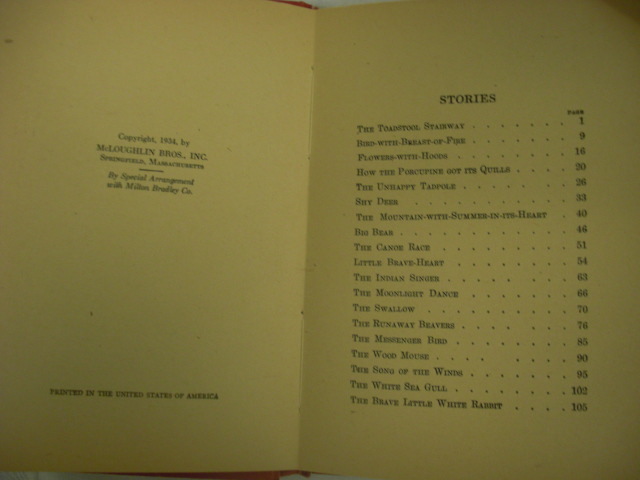 Copyright, 1934, by
McLOUGHLIN BROS., INC.
SPRINGFIELD, MASSACHUSETTS
By Special Arrangement
with Milton Bradley Co.
PRINTED IN THE UNITED STATES OF AMERICA
STORIES
PAGE
THE TOADSTOOL STAIRWAY . . . . . . . 1
BIRD-WITH-BREAST-OF-FIRE . . . . . . . 9
FLOWERS-WITH-HOODS . . . . . . . . 16
HOW THE PORCUPINE GOT ITS QUILLS . . . . 20
THE UNHAPPY TADPOLE . . . . . . 26
SHY DEER . . . . . . . . . . 33
THE MOUNTAIN-WITH-SUMMER-IN-ITS-HEART . 40
BIG BEAR . . . . . . . . . . . 46
THE CANOE RACE . . . . . . . . . 51
LITTLE BRAVE-HEART . . . . . . . . 54
THE INDIAN SINGER . . . . . . . . 63
THE MOONLIGHT DANCE . . . . . . . 66
THE SWALLOW . . . . . . . . . . 70
THE RUNAWAY BEAVERS . . . . . . . 76
THE MESSENGER BIRD . . . . . . . . 85
THE WOOD MOUSE . . . . . . . . 90
THE SONG OF THE WINDS . . . . . . . 95
THE WHITE SEA GULL . . . . . . . . 102
THE BRAVE LITTLE WHITE RABBIT . . . . 105